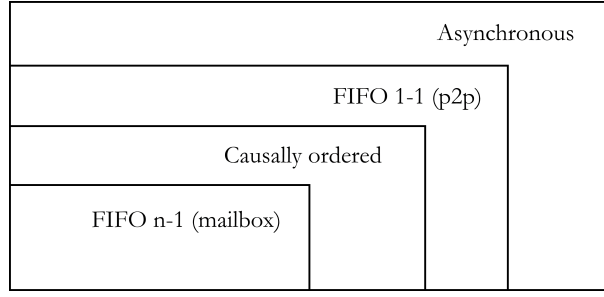 Asynchronous
FIFO 1-1 (p2p)
Causally ordered
FIFO n-1 (mailbox)